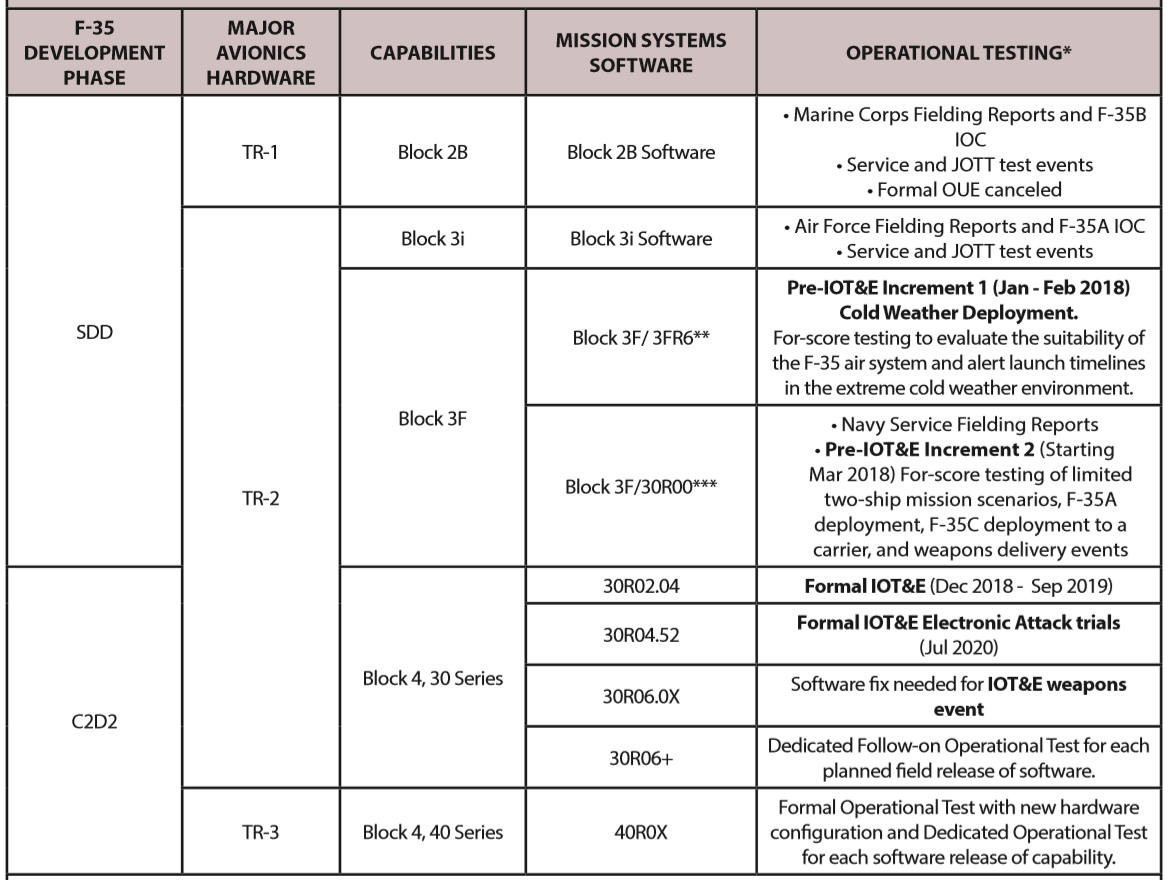 F-35
DEVELOPMENT
PHASE
MAJOR
AVIONICS
HARDWARE
CAPABILITIES
MISSION SYSTEMS
SOFTWARE
OPERATIONAL TESTING*
SDD
TR-1
Block 2B
Block 2B Software
• Marine Corps Fielding Reports and F-35B
IOC
• Service and JOTT test events
• Formal OUE canceled
TR-2
Block 3i
Block 3i Software
• Air Force Fielding Reports and F-35A IOC
• Service and JOTT test events
Block 3F
Block 3F/ 3FR6**
Pre-IOT&E Increment 1 (Jan - Feb 2018)
Cold Weather Deployment.
For-score testing to evaluate the suitability of
the F-35 air system and alert launch timelines
in the extreme cold weather environment.
Block 3F/30R00***
• Navy Service Fielding Reports
• Pre-IOT&E Increment 2 (Starting
Mar 2018) For-score testing of limited
two-ship mission scenarios, F-35A
deployment, F-35C deployment to a
carrier, and weapons delivery events
C2D2
Block 4, 30 Series
30R02.04
Formal IOT&E (Dec 2018 - Sep 2019)
30R04.52
Formal IOT&E Electronic Attack trials
(Jul 2020)
30R06.0X
Software fix needed for IOT&E weapons
event
30R06+
Dedicated Follow-on Operational Test for each
planned field release of software.
TR-3
Block 4, 40 Series
40R0X
Formal Operational Test with new hardware
configuration and Dedicated Operational Test
for each software release of capability.